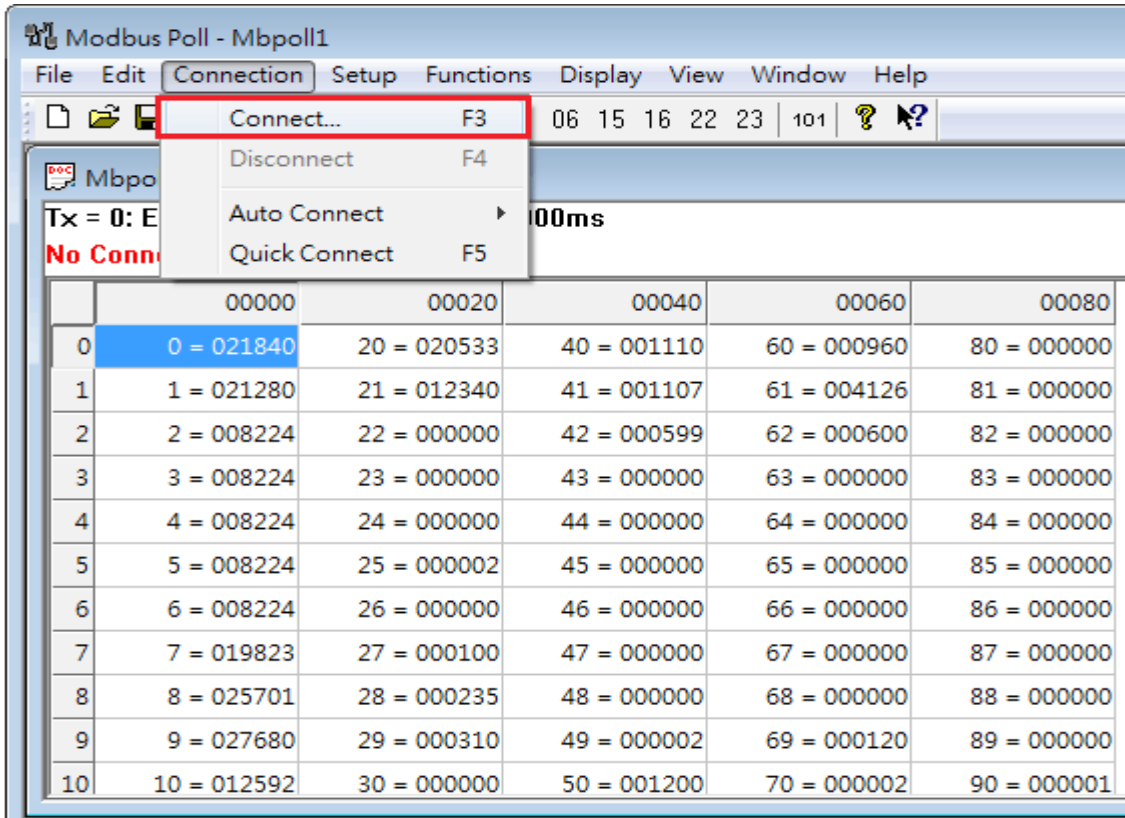 Modbus Poll - Mbpoll1
File Edit Connection Setup Functions Display View Window Help
Connect... F3
06 15 16 22 23 101
Disconnect F4
Auto Connect
Quick Connect F5
DOC
Tx = 0: 00ms
No
00000 00020 00040 00060 00080
0 0 = 021840 20 = 020533 40 = 001110 60 = 000960 80 = 000000
1 1 = 021280 21 = 012340 41 = 001107 61 = 004126 81 = 000000
2 2 = 008224 22 = 000000 42 = 000599 62 = 000600 82 = 000000
3 3 = 008224 23 = 000000 43 = 000000 63 = 000000 83 = 000000
4 4 = 008224 24 = 000000 44 = 000000 64 = 000000 84 = 000000
5 5 = 008224 25 = 000002 45 = 000000 65 = 000000 85 = 000000
6 6 = 008224 26 = 000000 46 = 000000 66 = 000000 86 = 000000
7 7 = 019823 27 = 000100 47 = 000000 67 = 000000 87 = 000000
8 8 = 025701 28 = 000235 48 = 000000 68 = 000000 88 = 000000
9 9 = 027680 29 = 000310 49 = 000002 69 = 000120 89 = 000000
10 10 = 012592 30 = 000000 50 = 001200 70 = 000002 90 = 000001